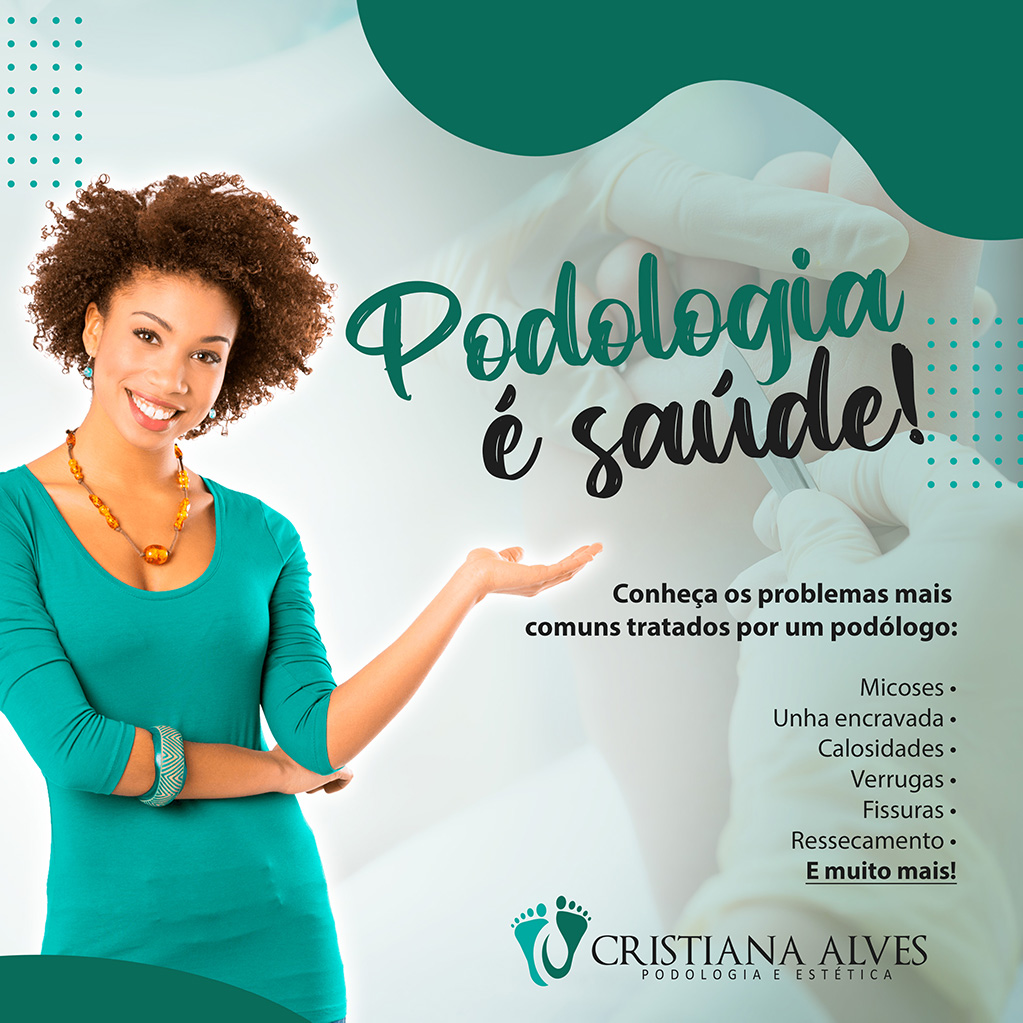 Podologia
é saúde!
Conheça os problemas mais
comuns tratados por um podólogo:
Micoses •
Unha encravada •
Calosidades •
Verrugas •
Fissuras •
Ressecamento •
E muito mais!
CRISTIANA ALVES
PODOLOGIA E ESTÉTICA